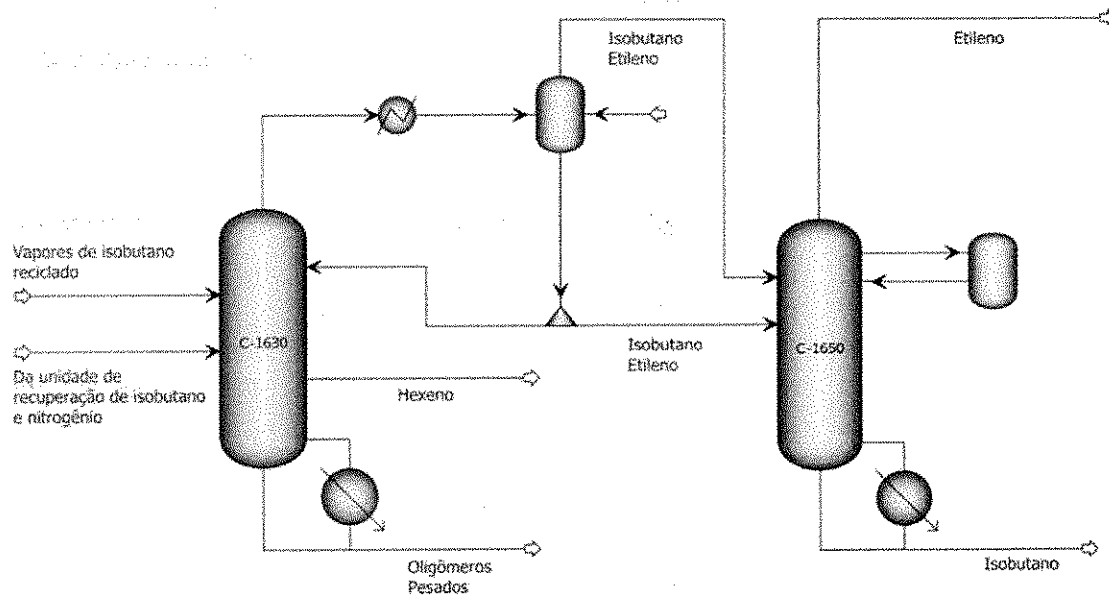 Isobutano
Etileno
Etileno
Vapores de isobutano
reciclado
C-1630
Da unidade de
recuperação de isobutano
e nitrogênio
Hexeno
Isobutano
Etileno
C-1650
Oligômeros
Pesados
Isobutano